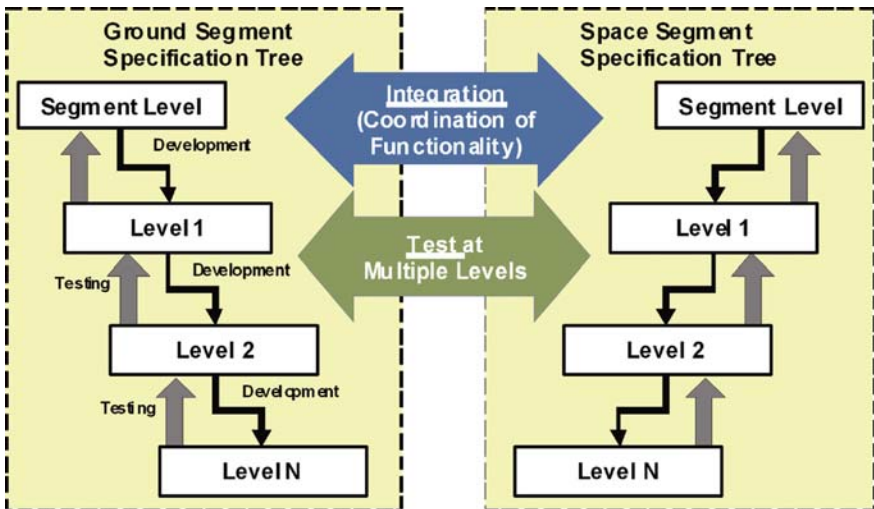 Ground Segment
Specification Tree
Segment Level
Development
Level 1
Development
Testing
Level 2
Development
Testing
Level N
Integration
(Coordination of
Functionality)
Test at
Multiple Levels
Space Segment
Specification Tree
Segment Level
Level 1
Level 2
Level N